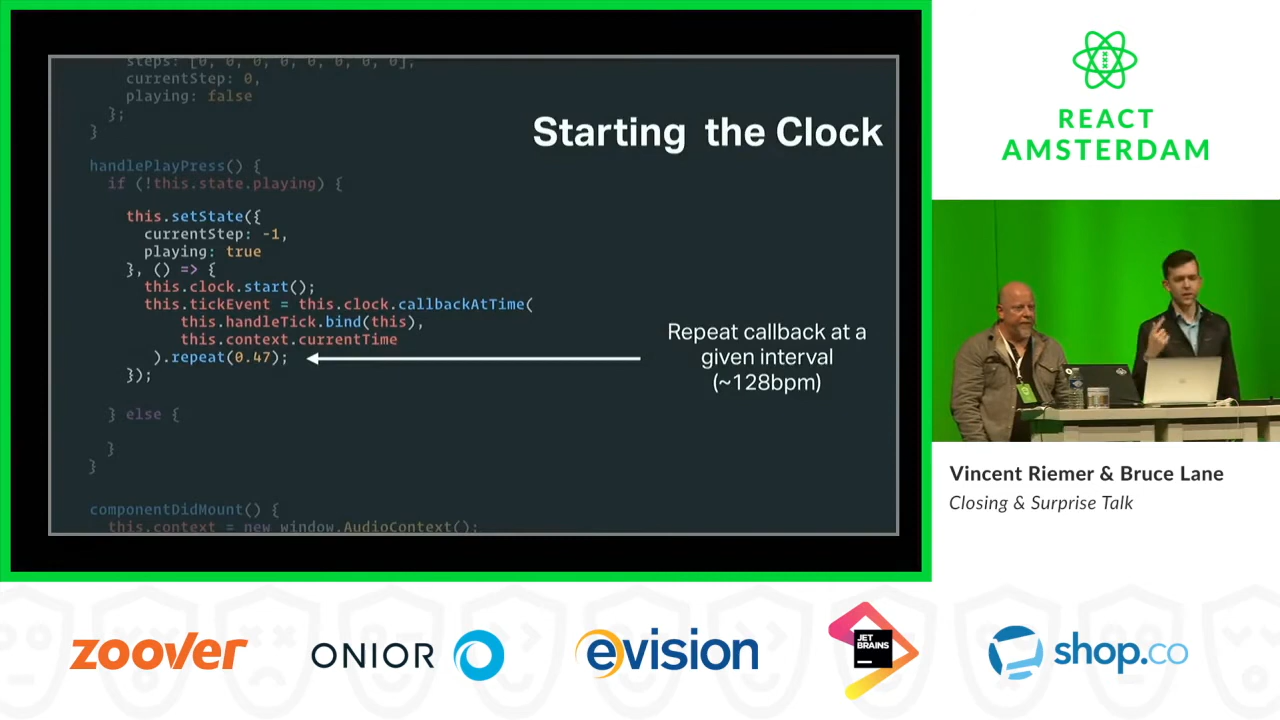 steps: [0, 0, 0, 0, 0, 0, 0, 0],
currentStep: 0,
playing: false
};
}
Starting the Clock
handlePlayPress() {
if (!this.state.playing) {
this.setState({
currentStep: -1,
playing: true
}, () => {
this.clock.start();
this.tickEvent = this.clock.callbackAtTime(
this.handleTick.bind(this),
this.context.currentTime
).repeat(0.47);
});
Repeat callback at a
given interval
(~128bpm)
} else {
}
}
componentDidMount() {
this.context = new window.AudioContext();
REACT
AMSTERDAM
Vincent Riemer & Bruce Lane
Closing & Surprise Talk
zoover
ONIOR
evision
JET
BRAINS
shop.co